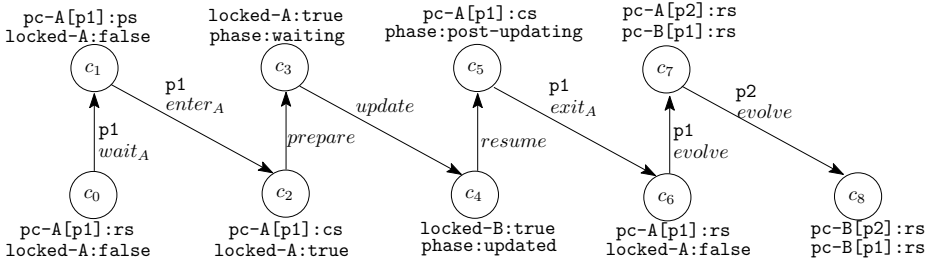 pc-A[p1]:ps
locked-A:false
locked-A:true
phase:waiting
pc-A[p1]:cs
phase:post-updating
pc-A[p2]:rs
pc-B[p1]:rs
c1
c3
c5
c7
p1
enterA
update
p1
exitA
p2
evolve
p1
waitA
prepare
resume
p1
evolve
c0
c2
c4
c6
c8
pc-A[p1]:rs
locked-A:false
pc-A[p1]:cs
locked-A:true
locked-B:true
phase:updated
pc-A[p1]:rs
locked-A:false
pc-B[p2]:rs
pc-B[p1]:rs